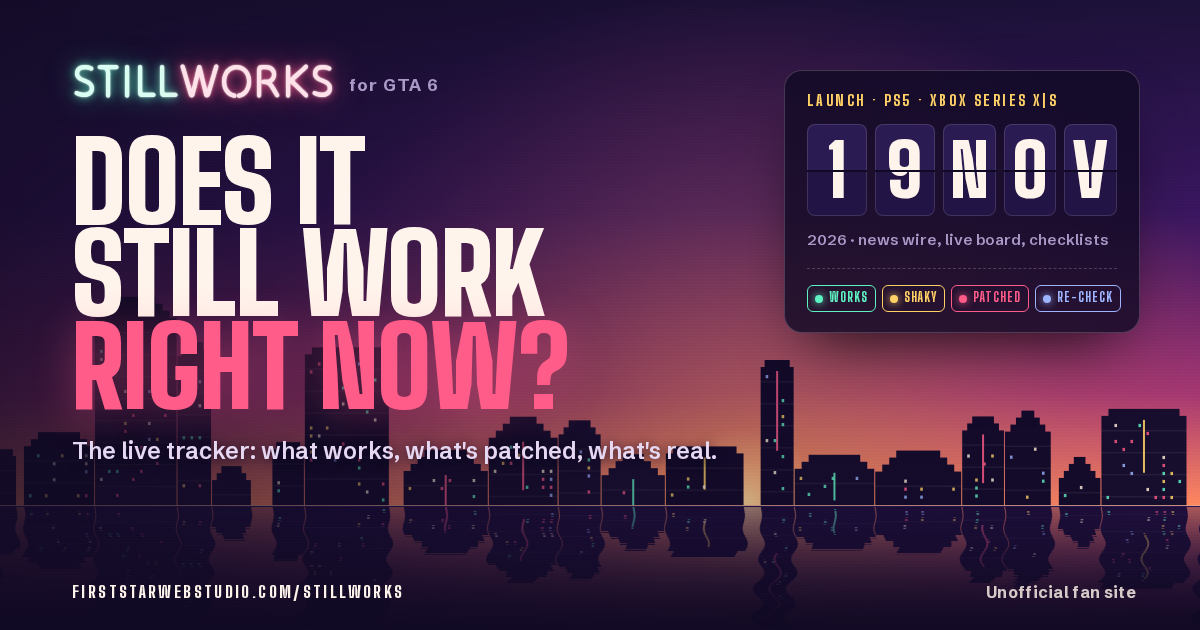 STILLWORKS for GTA 6
DOES IT
STILL WORK
RIGHT NOW?
The live tracker: what works, what's patched, what's real.
LAUNCH · PS5 · XBOX SERIES X|S
19NOV
2026 · news wire, live board, checklists
WORKS SHAKY PATCHED RE-CHECK
FIRSTSTARWEBSTUDIO.COM/STILLWORKS
Unofficial fan site